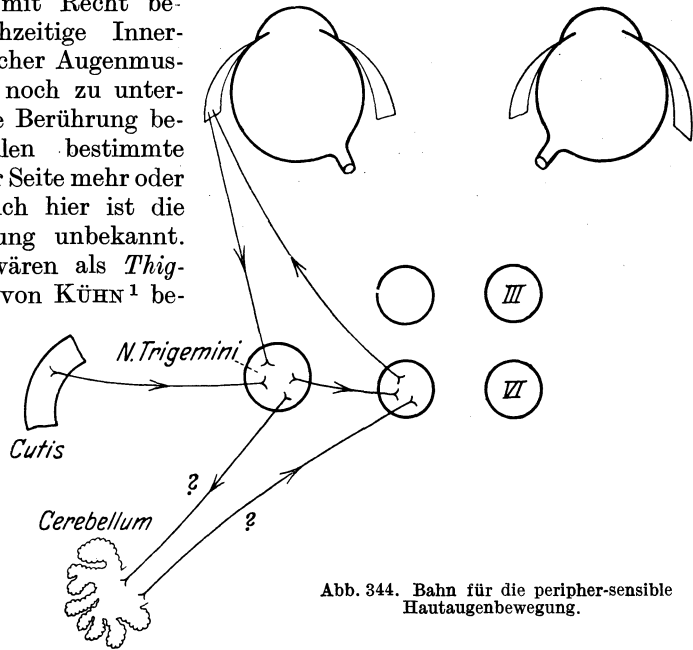 mit Recht be-
hzeitige Inner-
cher Augenmus-
noch zu unter-
e Berührung be-
len bestimmte
r Seite mehr oder
ch hier ist die
ung unbekannt.
wären als Thig-
von KÜHN¹ be-
III
N. Trigemini
VI
Cutis
?
Cerebellum
?
Abb. 344. Bahn für die peripher-sensible
Hautaugenbewegung.